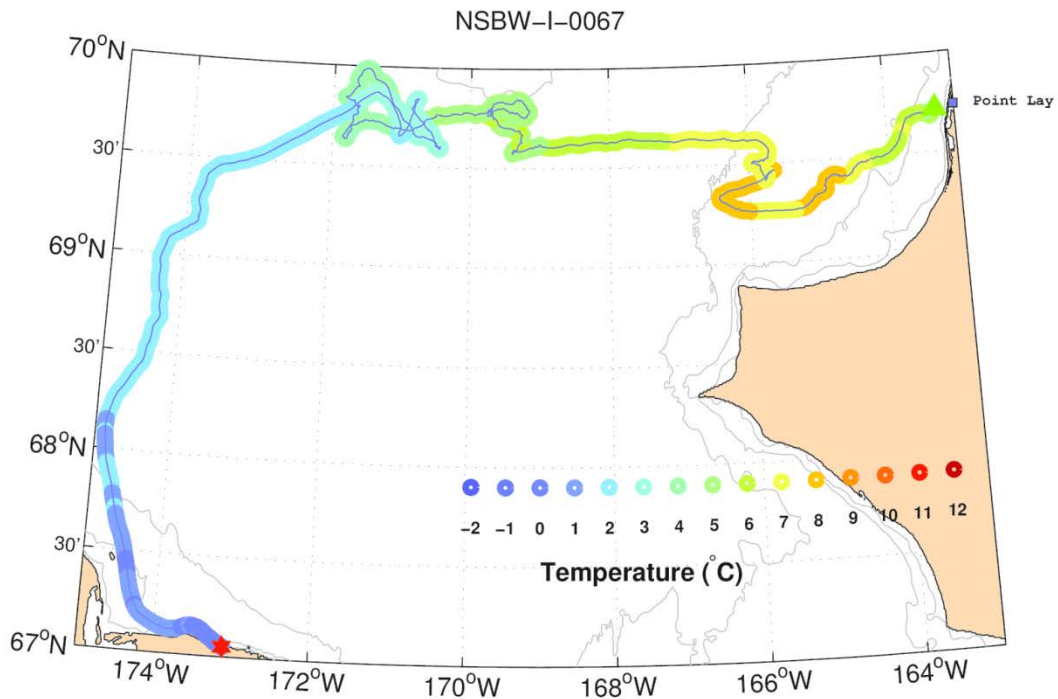 NSBW-I-0067
70°N
Point Lay
30'
69°N
30'
68°N
-2 -1 0 1 2 3 4 5 6 7 8 9 10 11 12
30'
Temperature (°C)
67°N
174°W 172°W 170°W 168°W 166°W 164°W